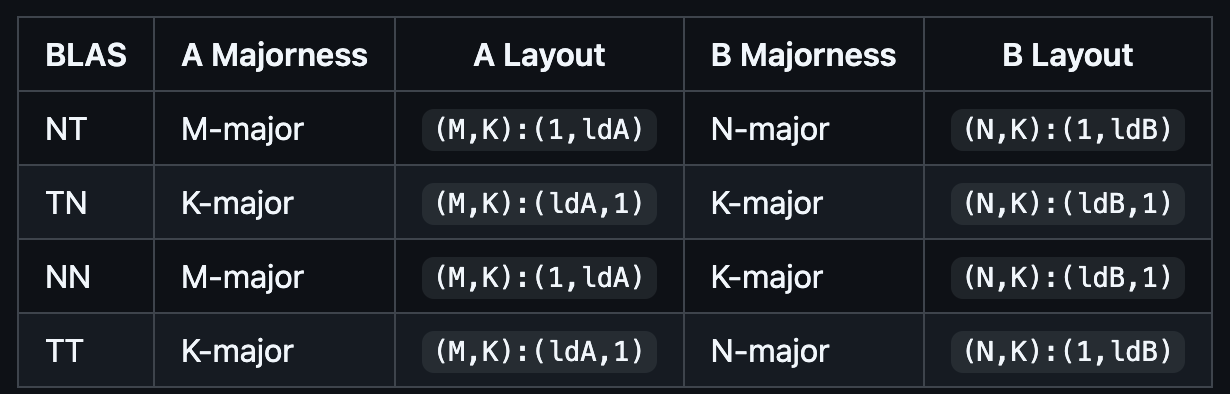 BLAS A Majorness A Layout B Majorness B Layout
NT M-major (M,K):(1,ldA) N-major (N,K):(1,ldB)
TN K-major (M,K):(ldA,1) K-major (N,K):(ldB,1)
NN M-major (M,K):(1,ldA) K-major (N,K):(ldB,1)
TT K-major (M,K):(ldA,1) N-major (N,K):(1,ldB)